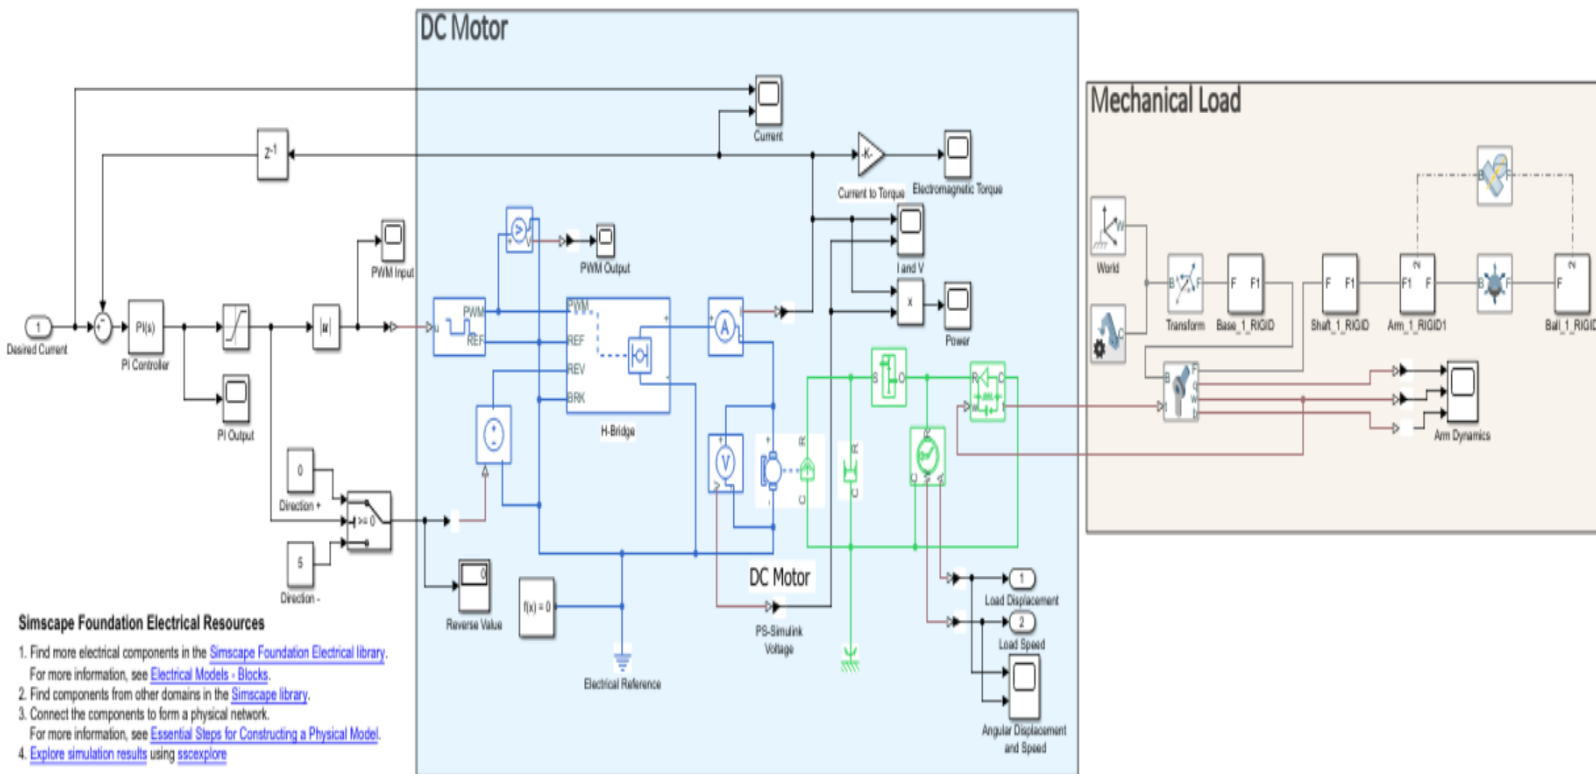 DC Motor
Mechanical Load
Current
Z-1
-K-
Current to Torque
Electromagnetic Torque
PWM Input
PWM Output
I and V
World
Transform
Base_1_RIGID
Shaft_1_RIGID
Arm_1_RIGID1
Ball_1_RIGID
1
Desired Current
PI(s)
PI Controller
|u|
u
PWM
REF
PWM
REF
REV
BRK
H-Bridge
A
x
Power
PI Output
V
Arm Dynamics
0
Direction +
>= 0
5
Direction -
0
Reverse Value
f(x) = 0
Electrical Reference
DC Motor
PS-Simulink
Voltage
1
Load Displacement
2
Load Speed
Angular Displacement
and Speed
B
F
W
C
B
F
F
F1
F
F1
F1
F
2
B
F
F
2
B
F
q
w
t
S
O
R
C
Simscape Foundation Electrical Resources
1. Find more electrical components in the Simscape Foundation Electrical library.
For more information, see Electrical Models - Blocks.
2. Find components from other domains in the Simscape library.
3. Connect the components to form a physical network.
For more information, see Essential Steps for Constructing a Physical Model.
4. Explore simulation results using sscexplore